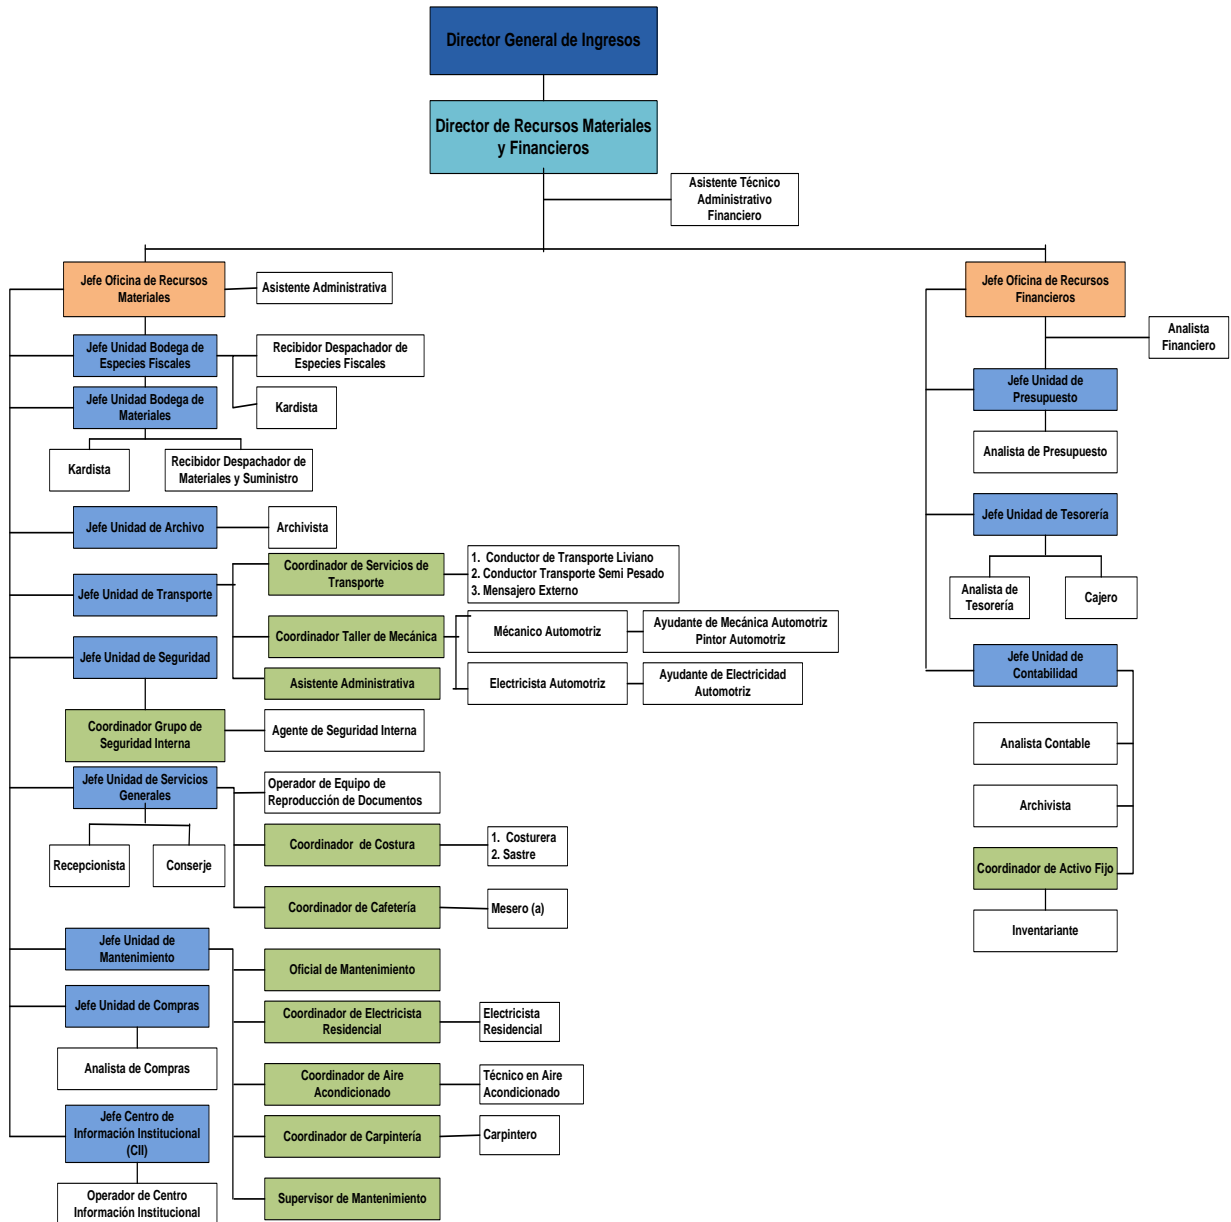 Director General de Ingresos
Director de Recursos Materiales
y Financieros
Asistente Técnico
Administrativo
Financiero
Jefe Oficina de Recursos
Materiales
Asistente Administrativa
Jefe Oficina de Recursos
Financieros
Analista
Financiero
Jefe Unidad Bodega de
Especies Fiscales
Recibidor Despachador de
Especies Fiscales
Jefe Unidad Bodega de
Materiales
Kardista
Jefe Unidad de
Presupuesto
Kardista
Recibidor Despachador de
Materiales y Suministro
Analista de Presupuesto
Jefe Unidad de Archivo
Archivista
Jefe Unidad de Tesorería
Jefe Unidad de Transporte
Coordinador de Servicios de
Transporte
1. Conductor de Transporte Liviano
2. Conductor Transporte Semi Pesado
3. Mensajero Externo
Analista de
Tesorería
Cajero
Coordinador Taller de Mecánica
Mécanico Automotriz
Ayudante de Mecánica Automotriz
Pintor Automotriz
Jefe Unidad de Seguridad
Asistente Administrativa
Electricista Automotriz
Ayudante de Electricidad
Automotriz
Jefe Unidad de
Contabilidad
Coordinador Grupo de
Seguridad Interna
Agente de Seguridad Interna
Analista Contable
Jefe Unidad de Servicios
Generales
Operador de Equipo de
Reproducción de Documentos
Archivista
Recepcionista
Conserje
Coordinador de Costura
1. Costurera
2. Sastre
Coordinador de Activo Fijo
Coordinador de Cafetería
Mesero (a)
Inventariante
Jefe Unidad de
Mantenimiento
Oficial de Mantenimiento
Jefe Unidad de Compras
Coordinador de Electricista
Residencial
Electricista
Residencial
Analista de Compras
Coordinador de Aire
Acondicionado
Técnico en Aire
Acondicionado
Jefe Centro de
Información Institucional
(CII)
Coordinador de Carpintería
Carpintero
Operador de Centro
Información Institucional
Supervisor de Mantenimiento